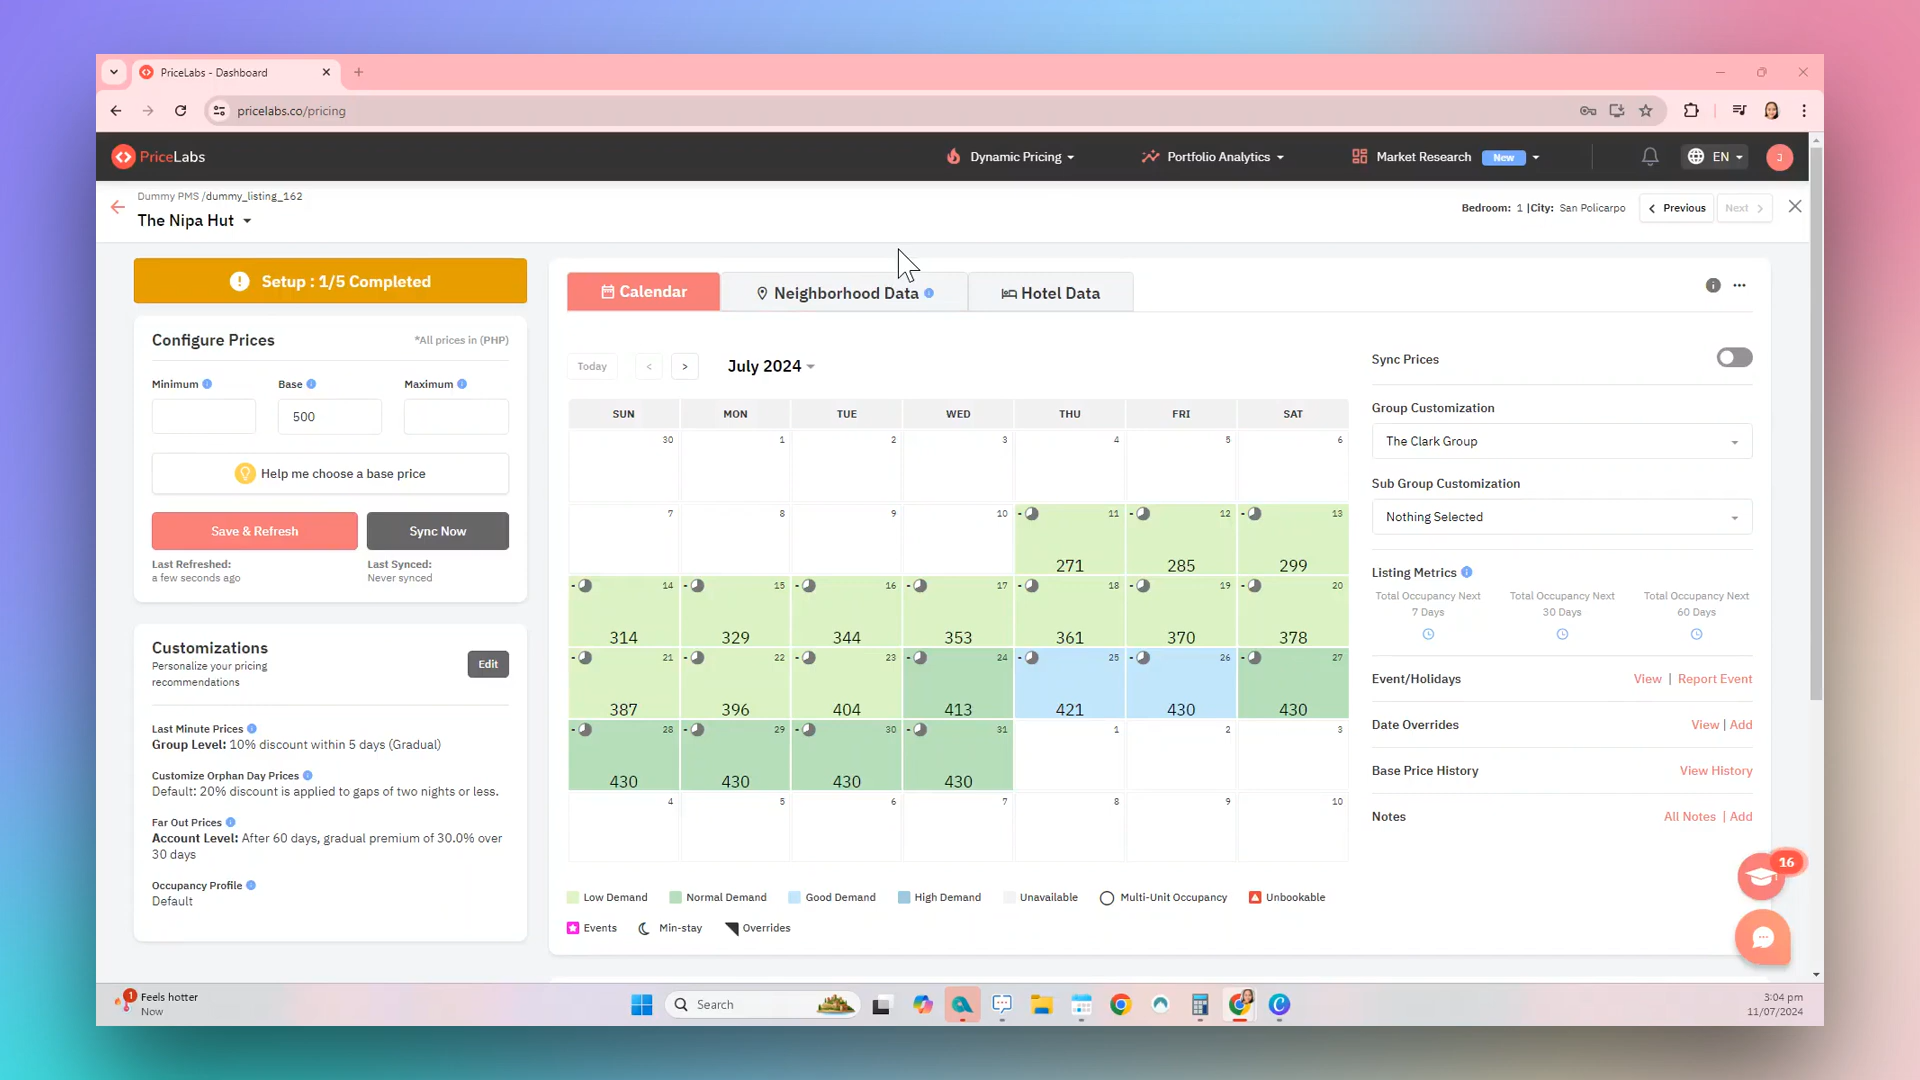 PriceLabs - Dashboard
pricelabs.co/pricing
PriceLabs
Dynamic Pricing
Portfolio Analytics
Market Research
New
EN
J
Dummy PMS /dummy_listing_162
The Nipa Hut
Bedroom: 1 |City: San Policarpo
Previous
Next
Setup : 1/5 Completed
Configure Prices
*All prices in (PHP)
Minimum
Base
Maximum
500
Help me choose a base price
Save & Refresh
Sync Now
Last Refreshed:
a few seconds ago
Last Synced:
Never synced
Customizations
Personalize your pricing
recommendations
Edit
Last Minute Prices
Group Level: 10% discount within 5 days (Gradual)
Customize Orphan Day Prices
Default: 20% discount is applied to gaps of two nights or less.
Far Out Prices
Account Level: After 60 days, gradual premium of 30.0% over
30 days
Occupancy Profile
Default
Calendar
Neighborhood Data
Hotel Data
Today
<
>
July 2024
SUN MON TUE WED THU FRI SAT
30 1 2 3 4 5 6
7 8 9 10 - 11 - 12 - 13
271 285 299
- 14 - 15 - 16 - 17 - 18 - 19 - 20
314 329 344 353 361 370 378
- 21 - 22 - 23 - 24 - 25 - 26 - 27
387 396 404 413 421 430 430
- 28 - 29 - 30 - 31 1 2 3
430 430 430 430
4 5 6 7 8 9 10
Low Demand
Normal Demand
Good Demand
High Demand
Unavailable
Multi-Unit Occupancy
Unbookable
Events
Min-stay
Overrides
Sync Prices
Group Customization
The Clark Group
Sub Group Customization
Nothing Selected
Listing Metrics
Total Occupancy Next
7 Days
Total Occupancy Next
30 Days
Total Occupancy Next
60 Days
Event/Holidays
View | Report Event
Date Overrides
View | Add
Base Price History
View History
Notes
All Notes | Add
16
1
Feels hotter
Now
Search
3:04 pm
11/07/2024